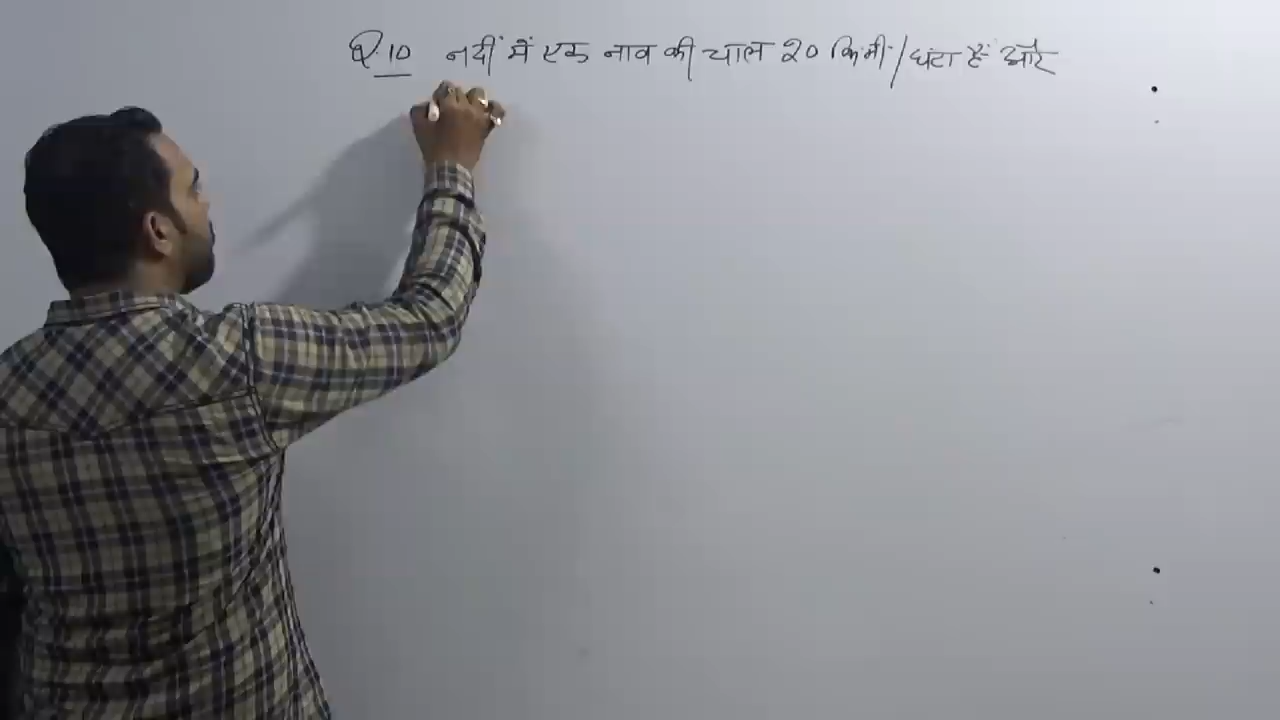 Q.10 नदीं में एक नाव की चाल 20 किमी॰/घंटा हैं और